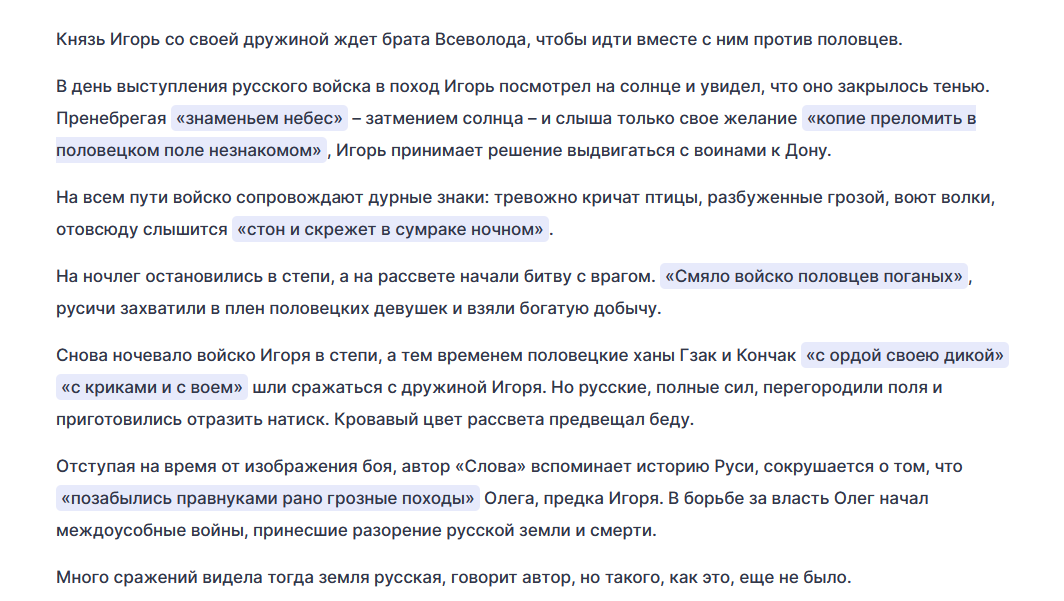 Князь Игорь со своей дружиной ждет брата Всеволода, чтобы идти вместе с ним против половцев.
В день выступления русского войска в поход Игорь посмотрел на солнце и увидел, что оно закрылось тенью.
Пренебрегая «знаменьем небес» – затмением солнца – и слыша только свое желание «копие преломить в
половецком поле незнакомом» , Игорь принимает решение выдвигаться с воинами к Дону.
На всем пути войско сопровождают дурные знаки: тревожно кричат птицы, разбуженные грозой, воют волки,
отовсюду слышится «стон и скрежет в сумраке ночном» .
На ночлег остановились в степи, а на рассвете начали битву с врагом. «Смяло войско половцев поганых» ,
русичи захватили в плен половецких девушек и взяли богатую добычу.
Снова ночевало войско Игоря в степи, а тем временем половецкие ханы Гзак и Кончак «с ордой своею дикой»
«с криками и с воем» шли сражаться с дружиной Игоря. Но русские, полные сил, перегородили поля и
приготовились отразить натиск. Кровавый цвет рассвета предвещал беду.
Отступая на время от изображения боя, автор «Слова» вспоминает историю Руси, сокрушается о том, что
«позабылись правнуками рано грозные походы» Олега, предка Игоря. В борьбе за власть Олег начал
междоусобные войны, принесшие разорение русской земли и смерти.
Много сражений видела тогда земля русская, говорит автор, но такого, как это, еще не было.